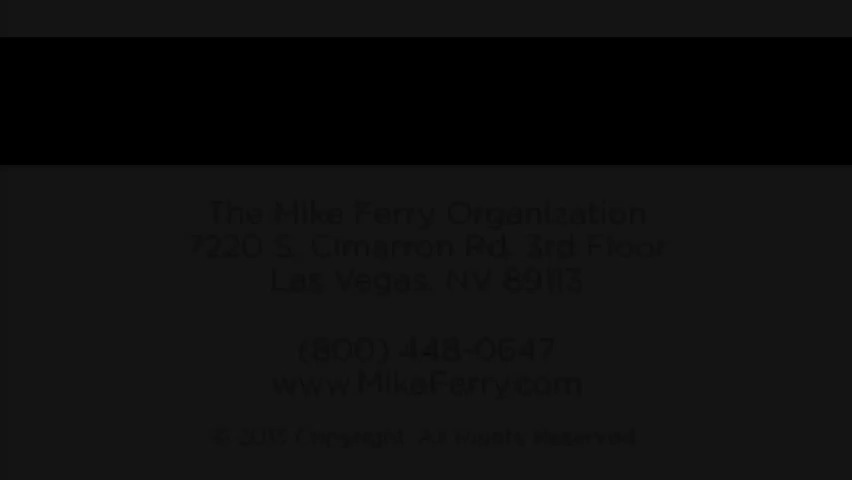 The Mike Ferry Organization
7220 S. Cimarron Rd. 3rd Floor
Las Vegas, NV 89113
(800) 448-0647
www.MikeFerry.com
Copyright. All Rights Reserved